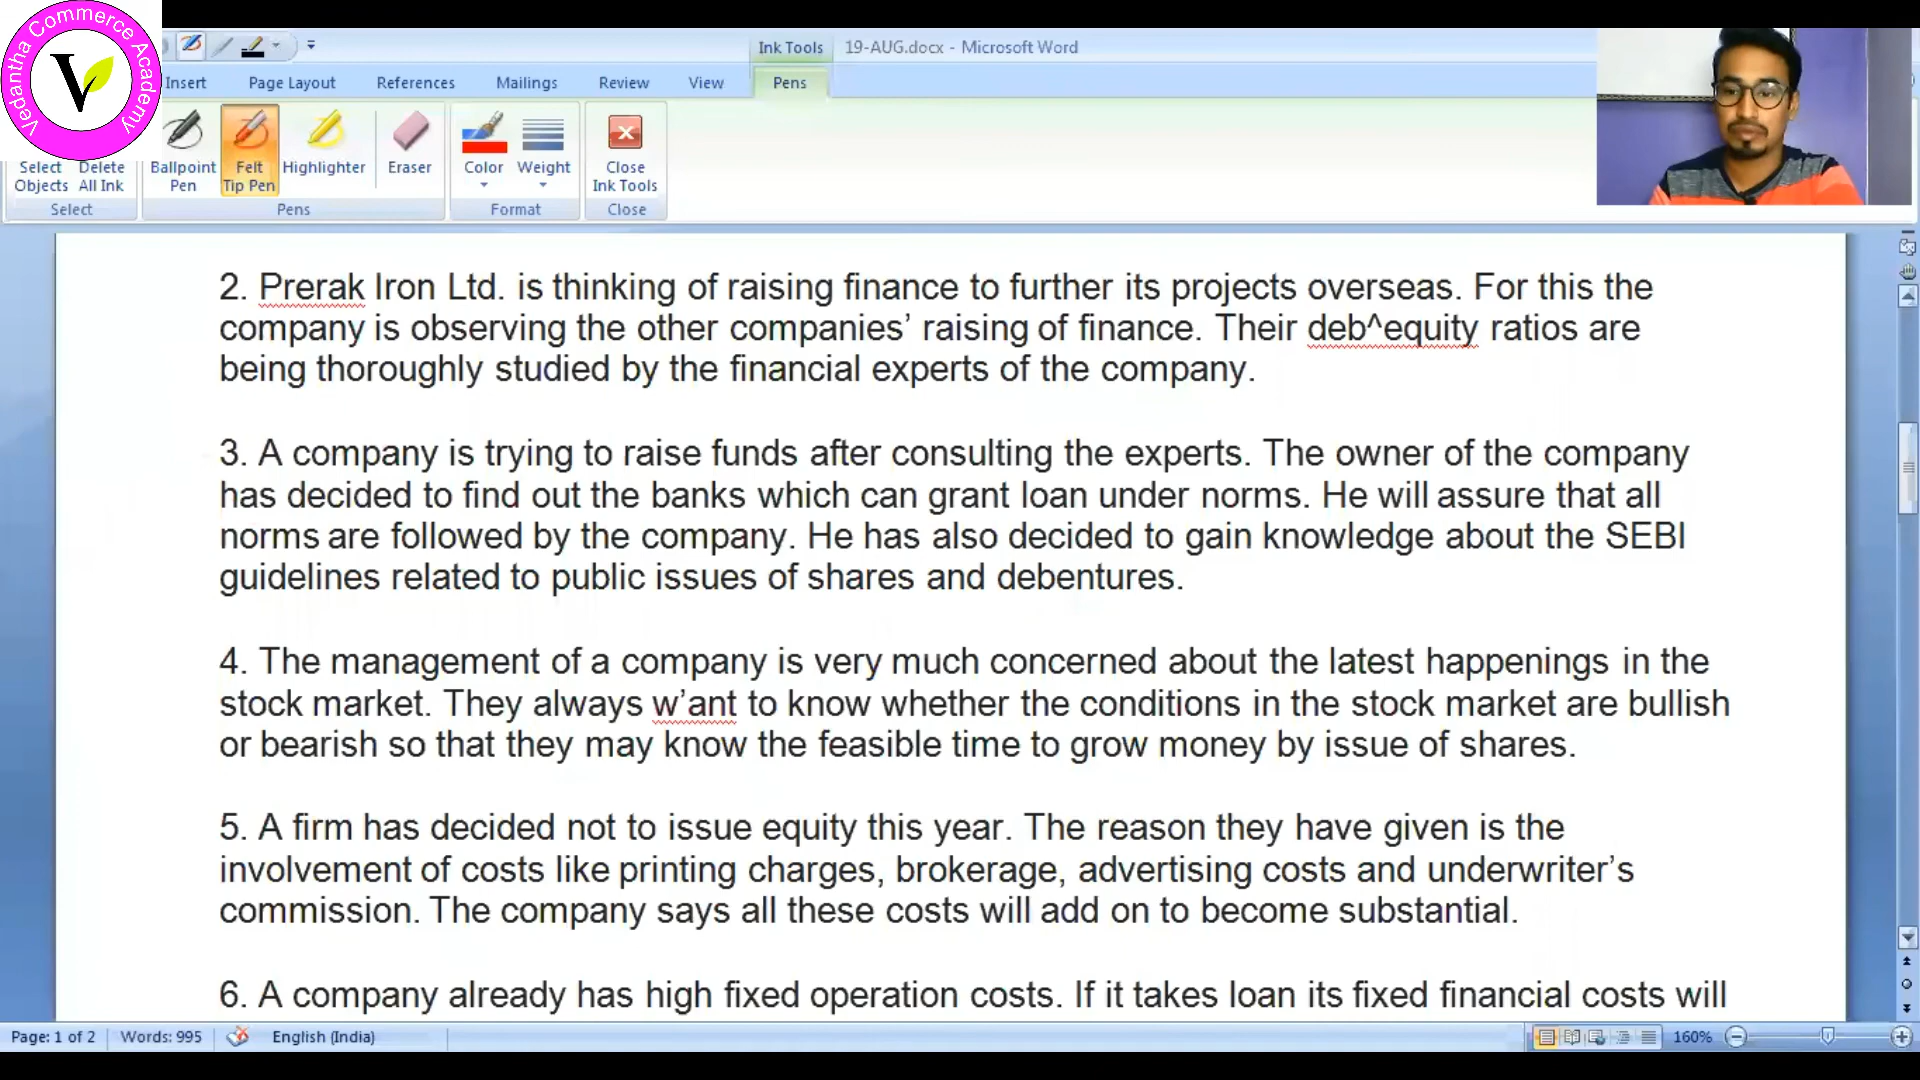 Vedantha Commerce Academy
V
Ink Tools
19-AUG.docx - Microsoft Word
Insert
Page Layout
References
Mailings
Review
View
Pens
Select Objects
Delete All Ink
Ballpoint Pen
Felt Tip Pen
Highlighter
Eraser
Color
Weight
Close Ink Tools
Select
Pens
Format
Close
2. Prerak Iron Ltd. is thinking of raising finance to further its projects overseas. For this the
company is observing the other companies’ raising of finance. Their deb^equity ratios are
being thoroughly studied by the financial experts of the company.
3. A company is trying to raise funds after consulting the experts. The owner of the company
has decided to find out the banks which can grant loan under norms. He will assure that all
norms are followed by the company. He has also decided to gain knowledge about the SEBI
guidelines related to public issues of shares and debentures.
4. The management of a company is very much concerned about the latest happenings in the
stock market. They always w’ant to know whether the conditions in the stock market are bullish
or bearish so that they may know the feasible time to grow money by issue of shares.
5. A firm has decided not to issue equity this year. The reason they have given is the
involvement of costs like printing charges, brokerage, advertising costs and underwriter’s
commission. The company says all these costs will add on to become substantial.
6. A company already has high fixed operation costs. If it takes loan its fixed financial costs will
Page: 1 of 2
Words: 995
English (India)
160%